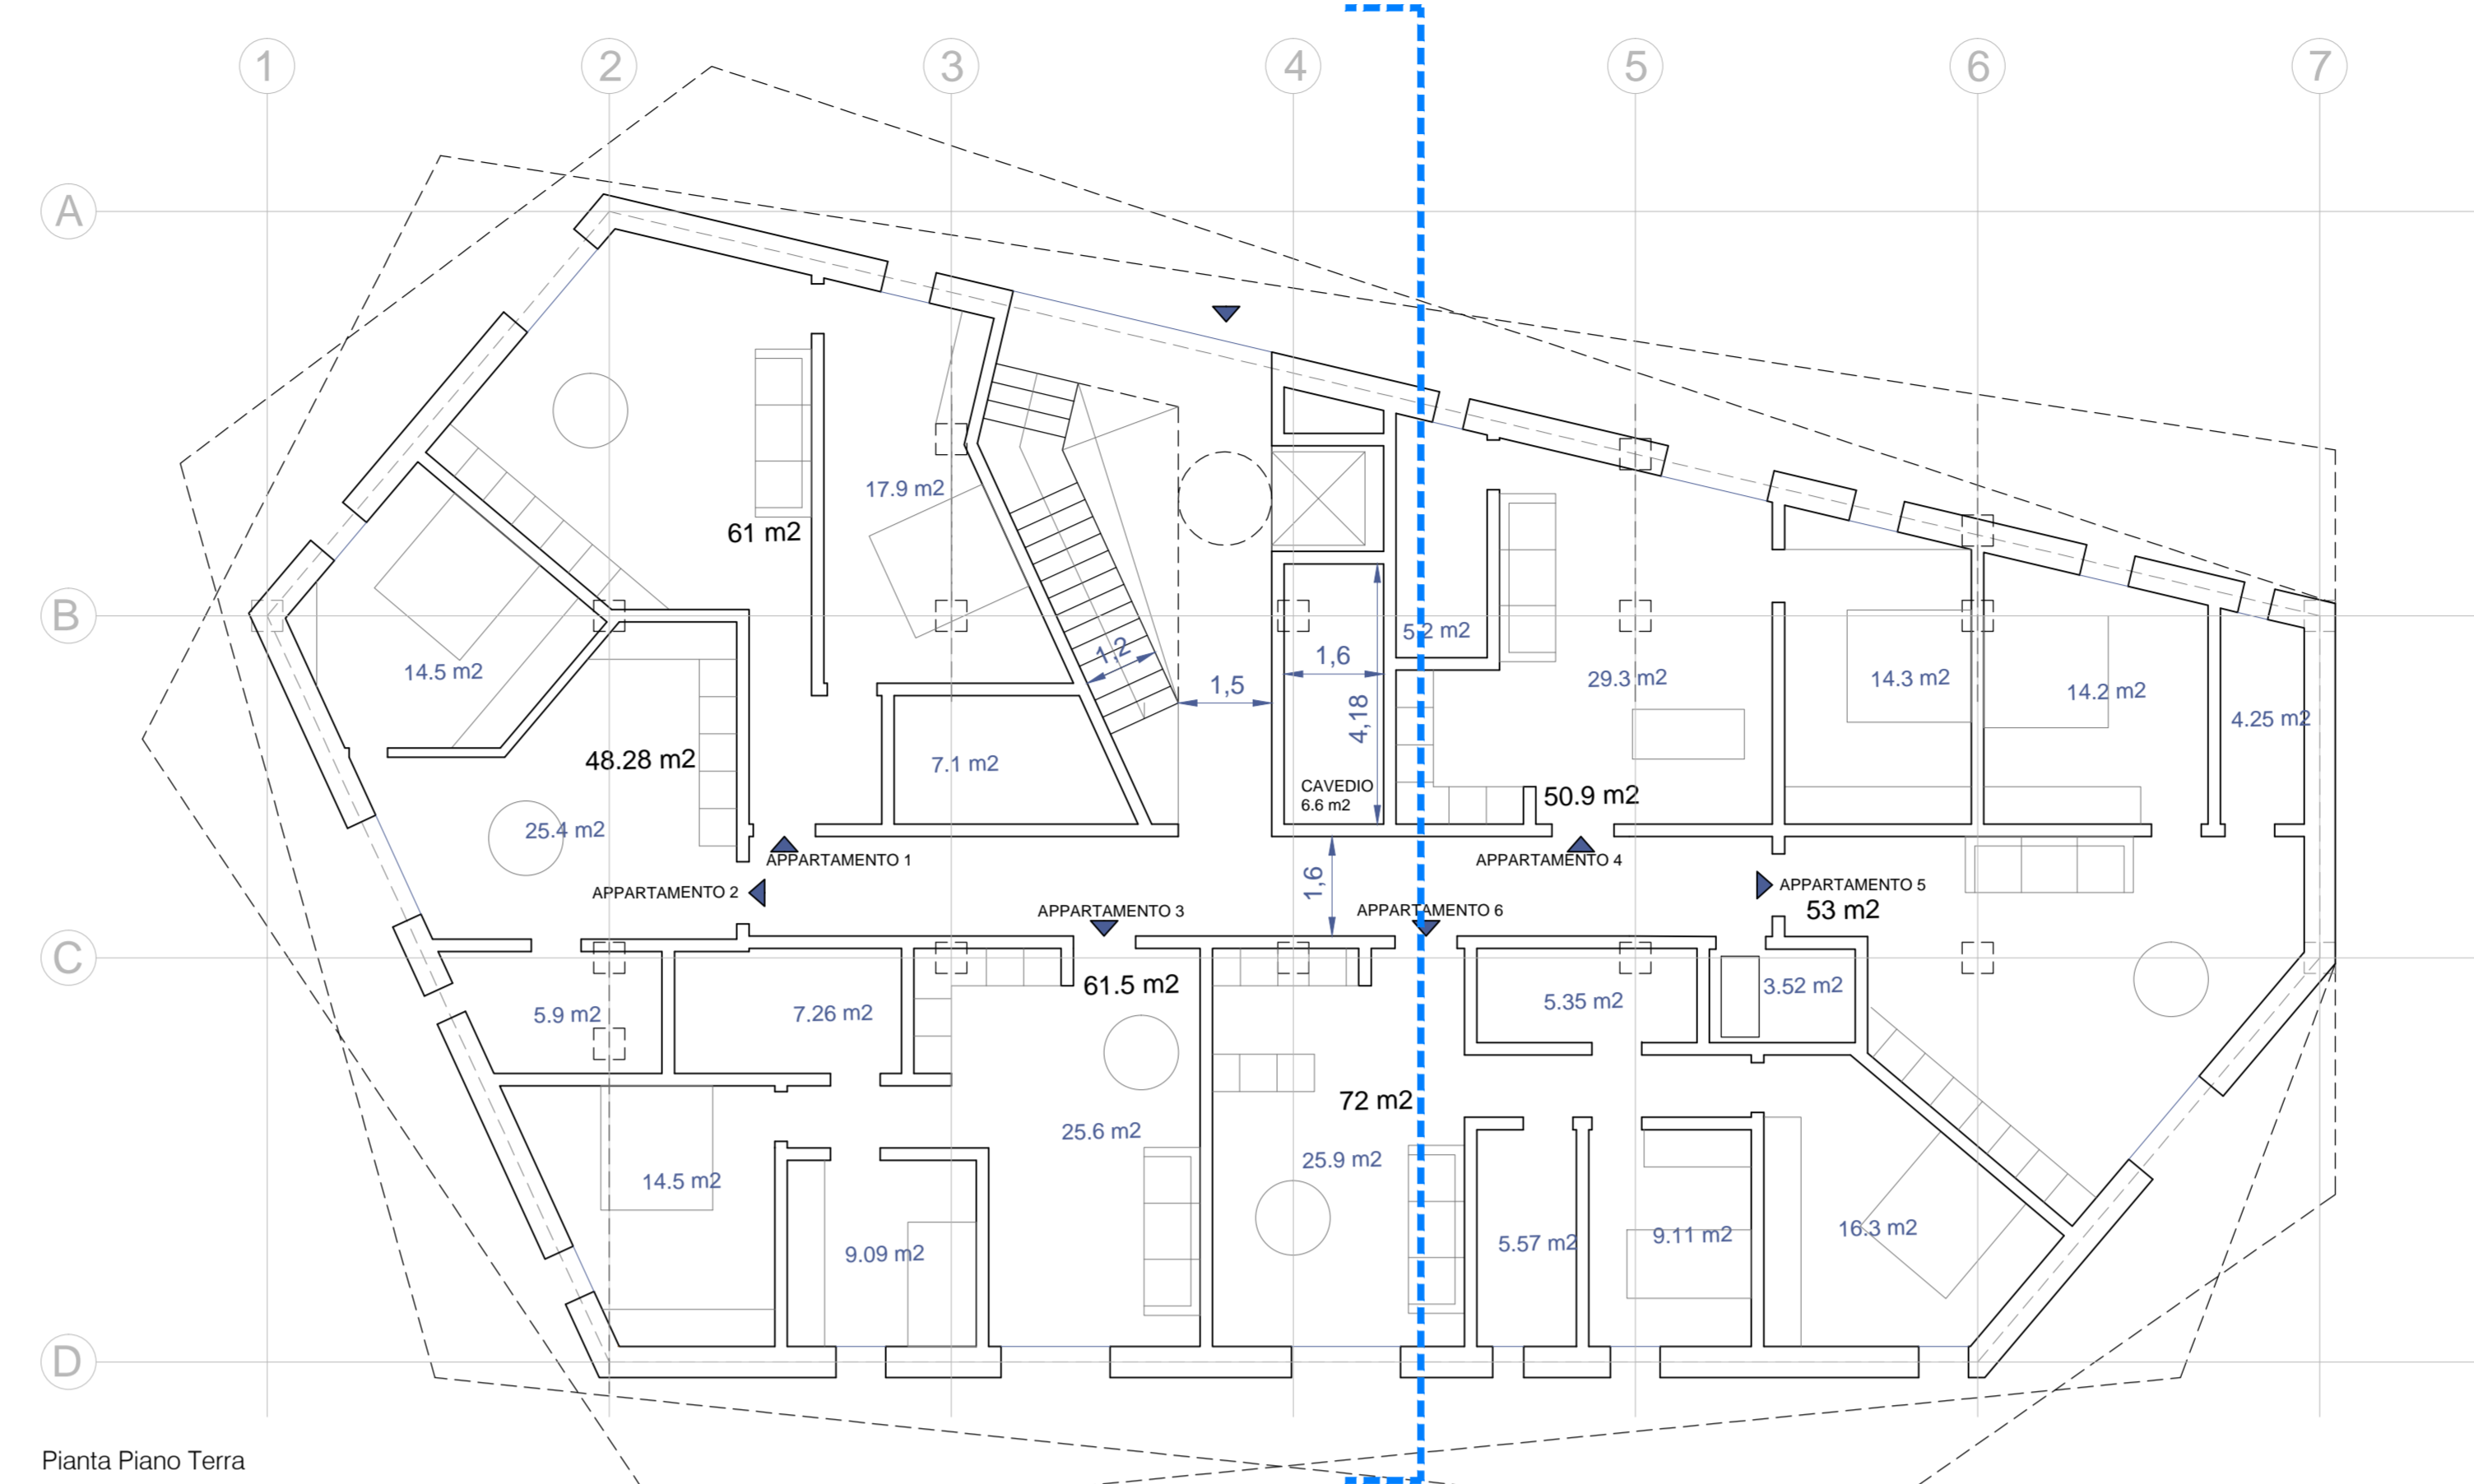 1 2 3 4 5 6 7
A
17.9 m2
61 m2
B
1,2
1,6
5.2 m2
14.5 m2
1,5
29.3 m2
14.3 m2
14.2 m2
4,18
4.25 m2
48.28 m2
7.1 m2
CAVEDIO
6.6 m2
50.9 m2
25.4 m2
APPARTAMENTO 1
APPARTAMENTO 4
APPARTAMENTO 2
1,6
APPARTAMENTO 5
APPARTAMENTO 3
APPARTAMENTO 6
53 m2
C
61.5 m2
3.52 m2
5.9 m2
7.26 m2
5.35 m2
72 m2
25.6 m2
25.9 m2
14.5 m2
9.09 m2
5.57 m2
9.11 m2
16.3 m2
D
Pianta Piano Terra